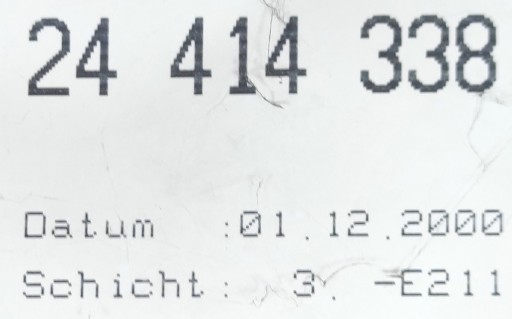 24 414 338
Datum :01.12.2000
Schicht: 3. -E211